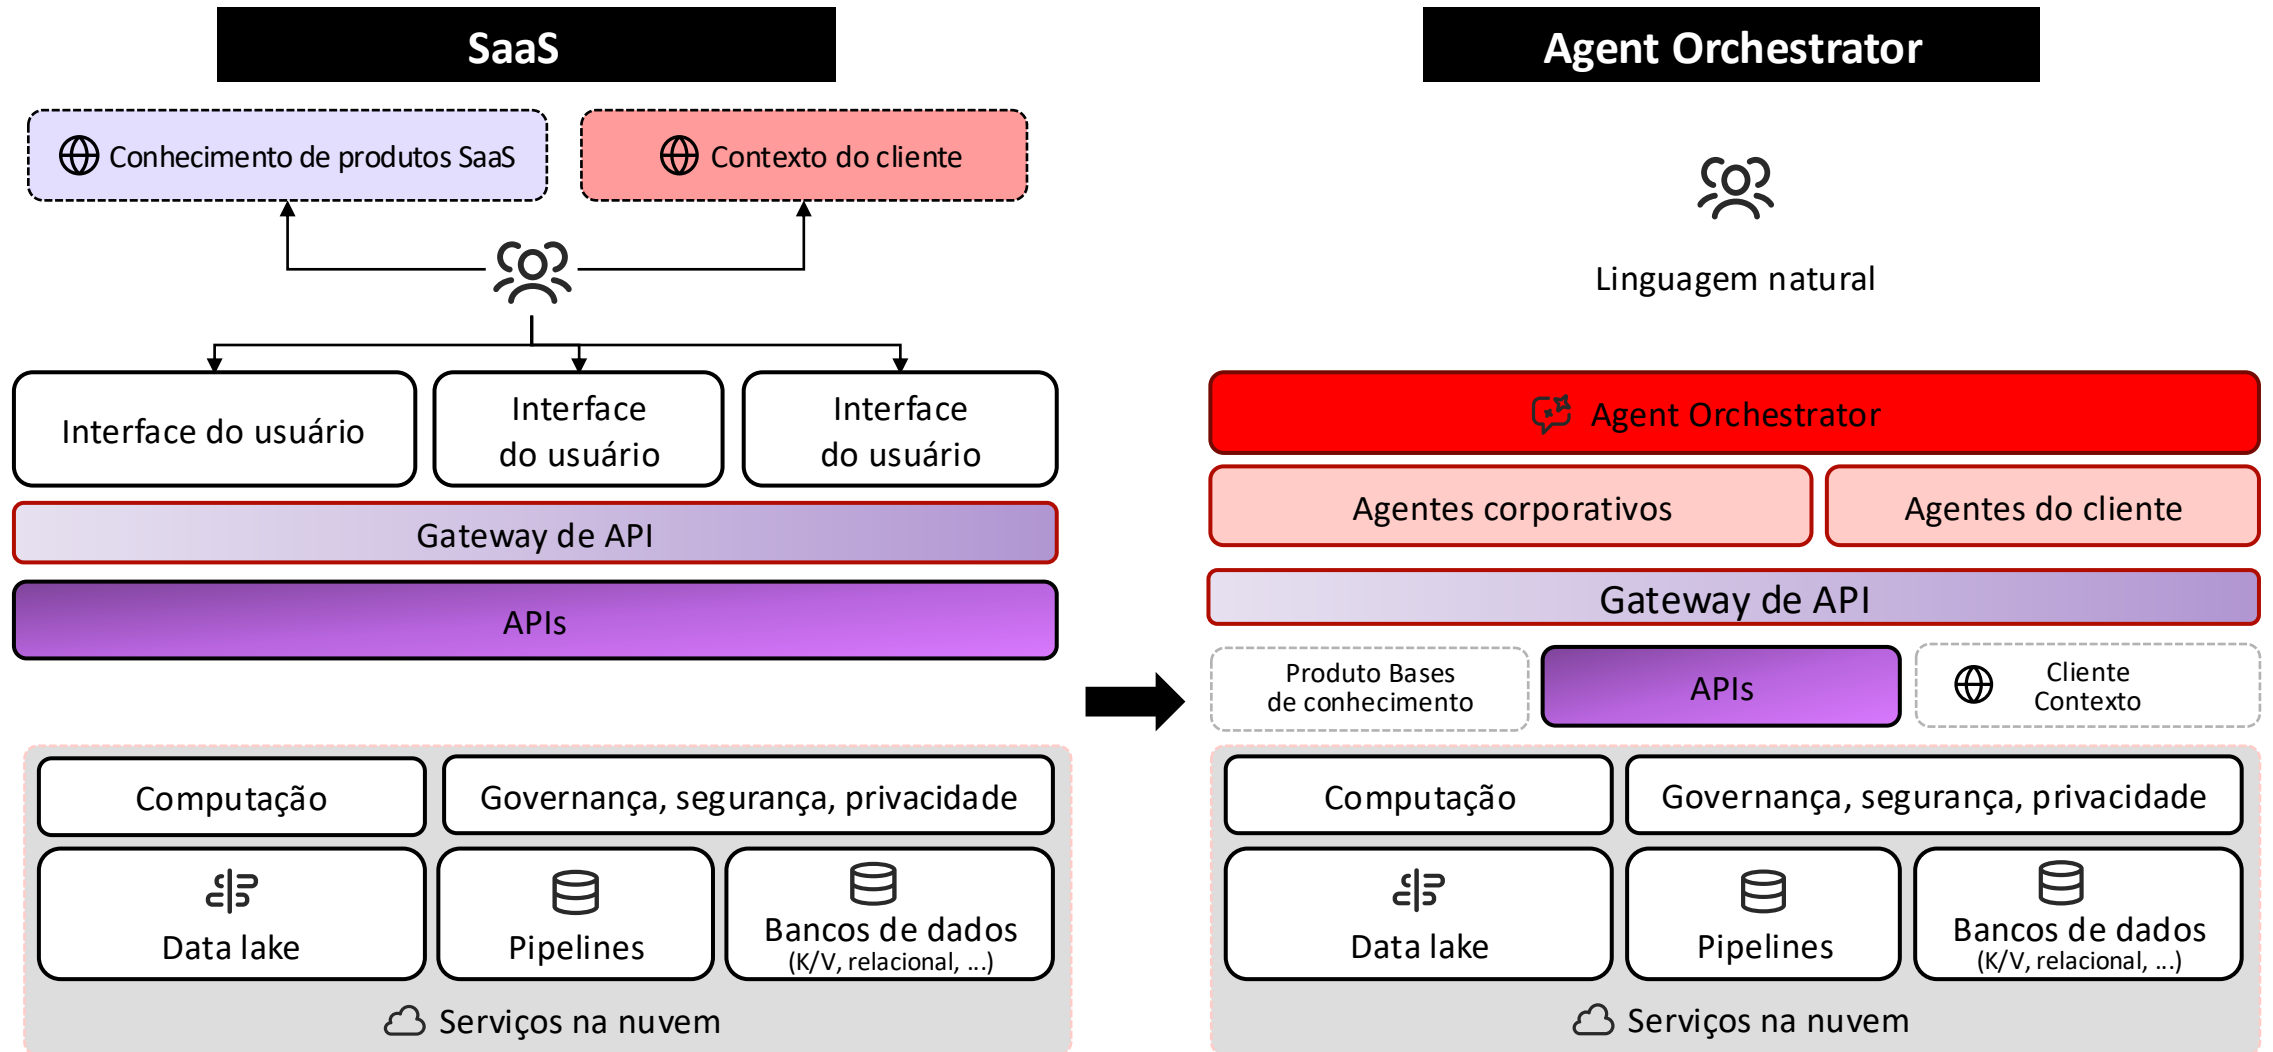 SaaS
Conhecimento de produtos SaaS
Contexto do cliente
Interface do usuário
Interface
do usuário
Interface
do usuário
Gateway de API
APIs
Computação
Governança, segurança, privacidade
Data lake
Pipelines
Bancos de dados
(K/V, relacional, ...)
Serviços na nuvem
Agent Orchestrator
Linguagem natural
Agent Orchestrator
Agentes corporativos
Agentes do cliente
Gateway de API
Produto Bases
de conhecimento
APIs
Cliente
Contexto
Computação
Governança, segurança, privacidade
Data lake
Pipelines
Bancos de dados
(K/V, relacional, ...)
Serviços na nuvem